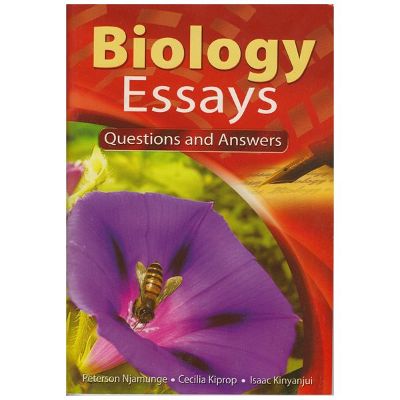 Biology
Essays
Questions and Answers
Peterson Njamunge • Cecilia Kiprop • Isaac Kinyanjui